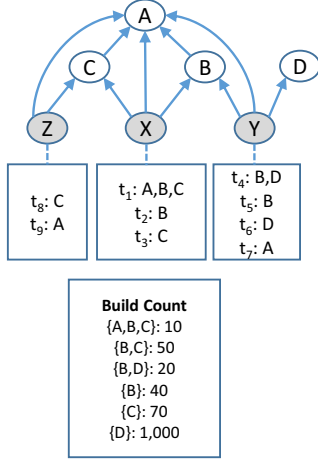 A
C
B
D
Z
X
Y
t₈: C
t₉: A
t₁: A,B,C
t₂: B
t₃: C
t₄: B,D
t₅: B
t₆: D
t₇: A
Build Count
{A,B,C}: 10
{B,C}: 50
{B,D}: 20
{B}: 40
{C}: 70
{D}: 1,000